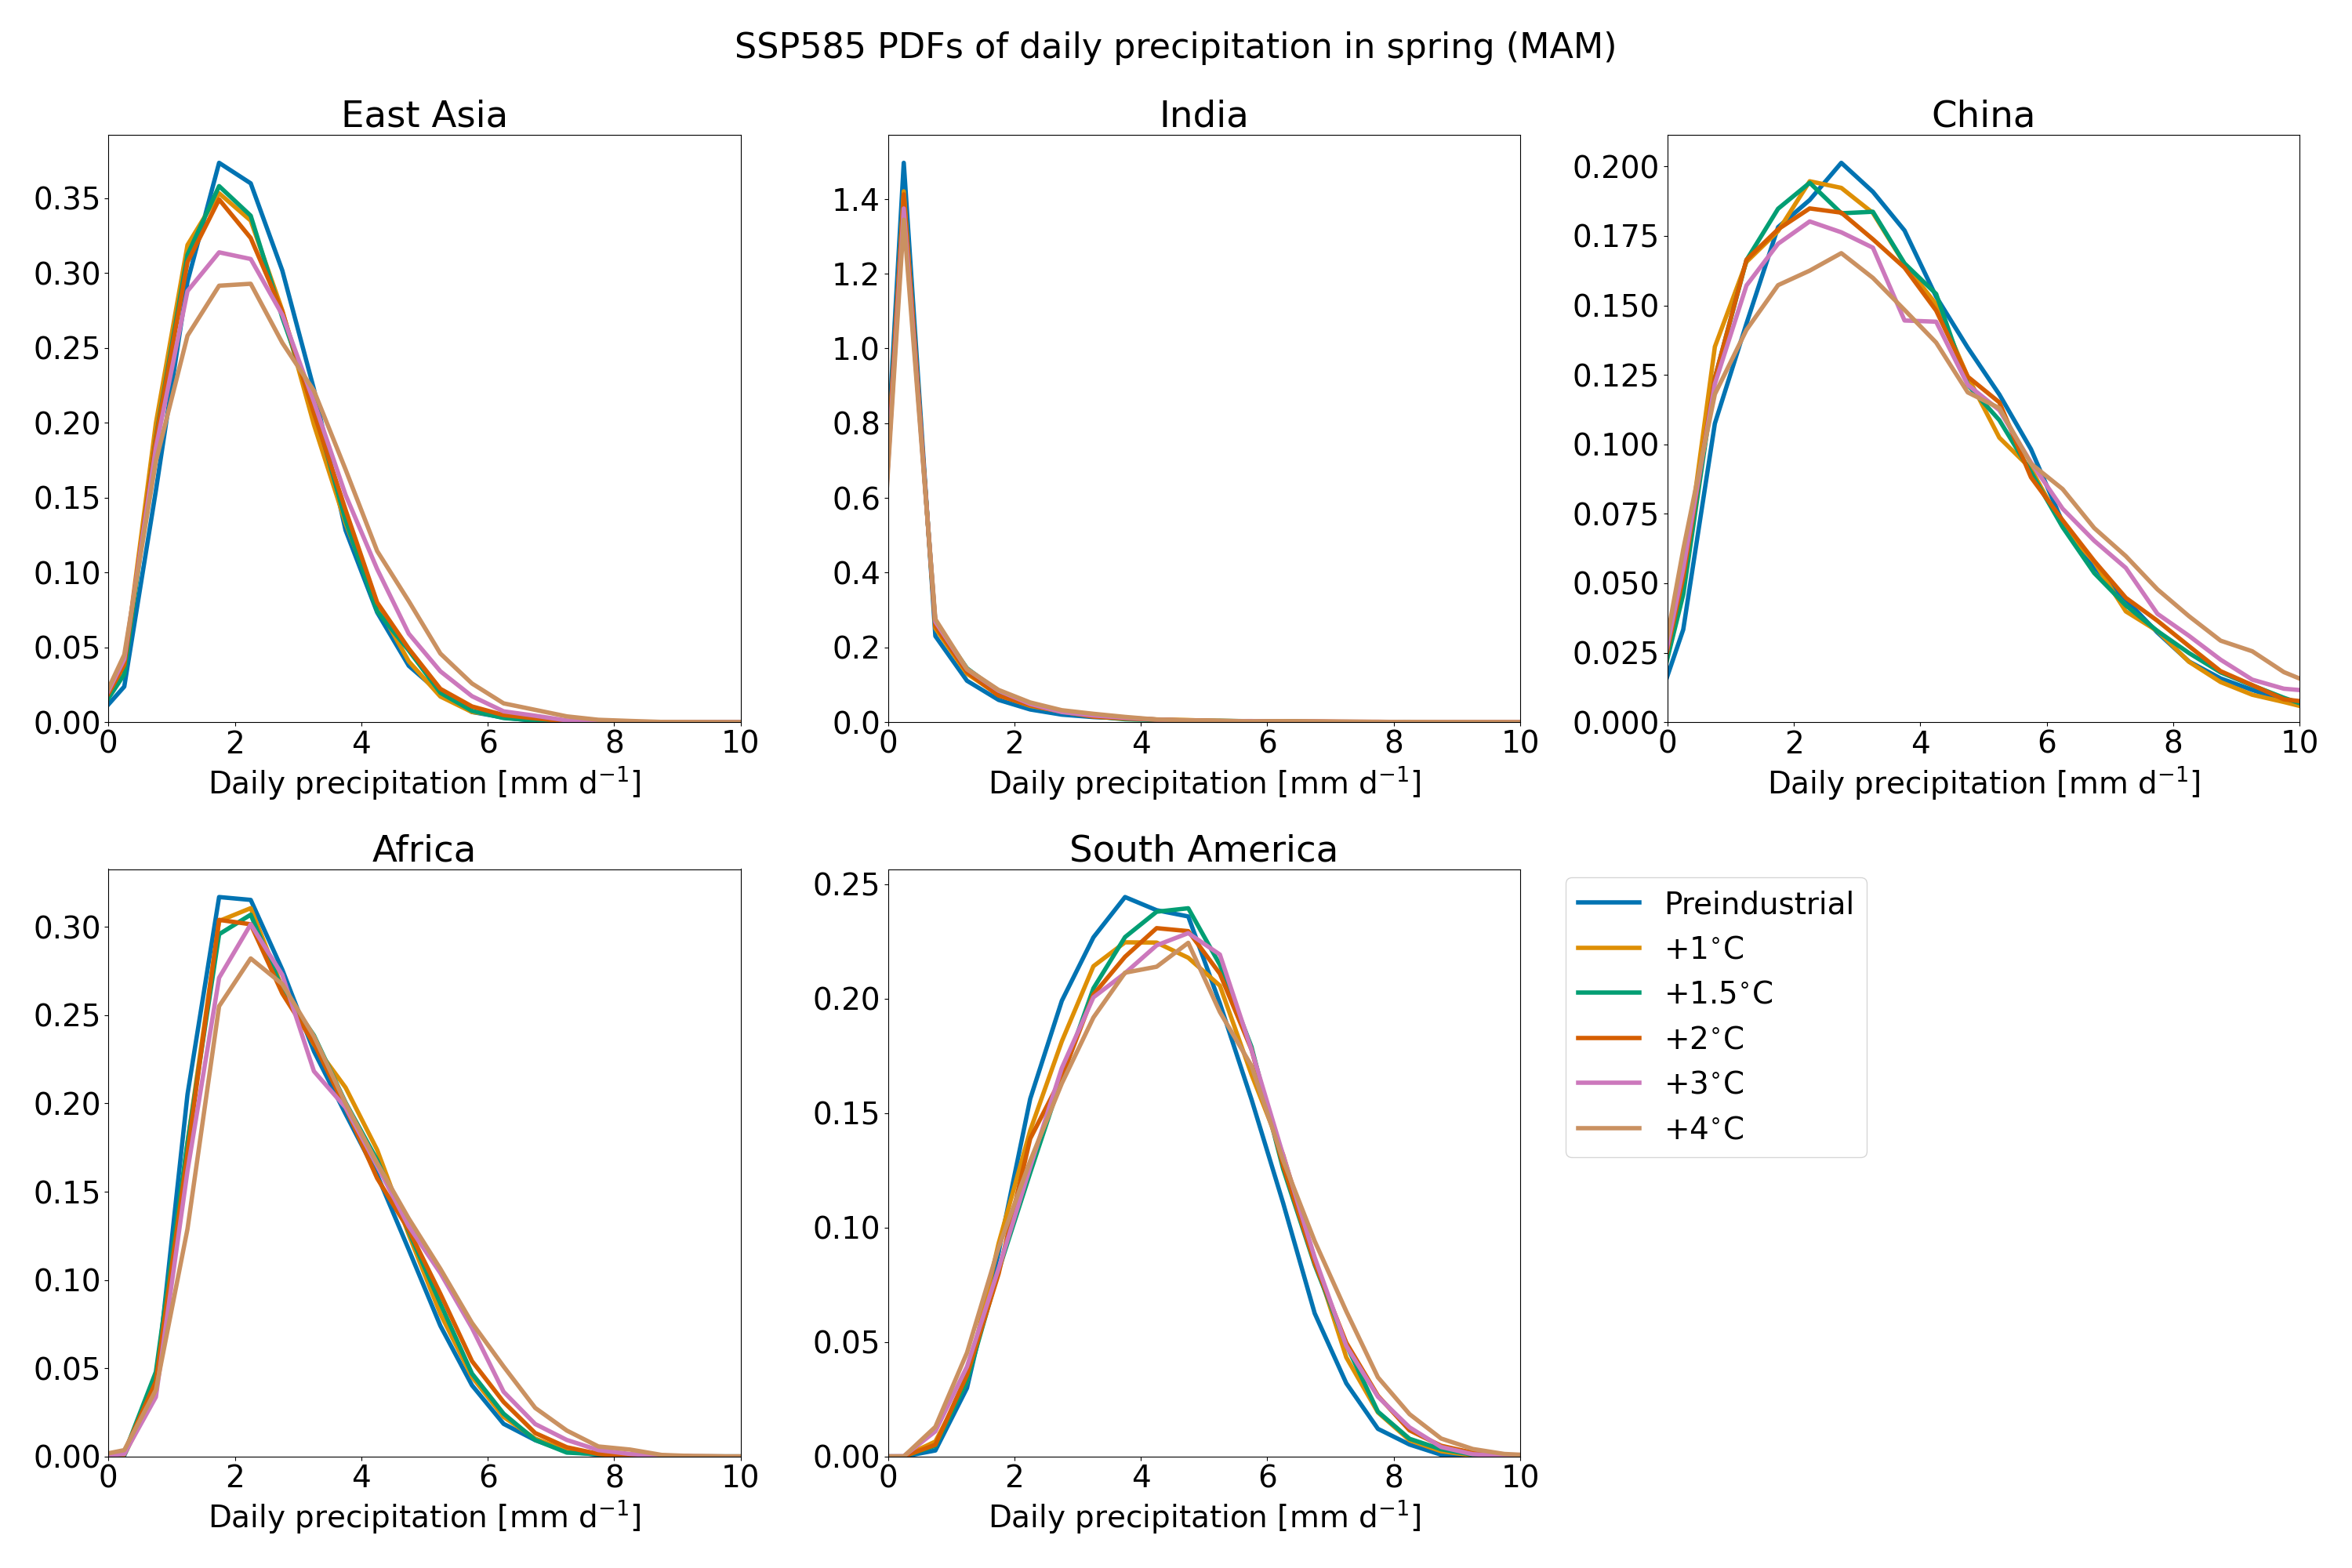 SSP585 PDFs of daily precipitation in spring (MAM)
East Asia
0.35
0.30
0.25
0.20
0.15
0.10
0.05
0.00
0 2 4 6 8 10
Daily precipitation [mm d⁻¹]
India
1.4
1.2
1.0
0.8
0.6
0.4
0.2
0.0
0 2 4 6 8 10
Daily precipitation [mm d⁻¹]
China
0.200
0.175
0.150
0.125
0.100
0.075
0.050
0.025
0.000
0 2 4 6 8 10
Daily precipitation [mm d⁻¹]
Africa
0.30
0.25
0.20
0.15
0.10
0.05
0.00
0 2 4 6 8 10
Daily precipitation [mm d⁻¹]
South America
0.25
0.20
0.15
0.10
0.05
0.00
0 2 4 6 8 10
Daily precipitation [mm d⁻¹]
Preindustrial
+1°C
+1.5°C
+2°C
+3°C
+4°C